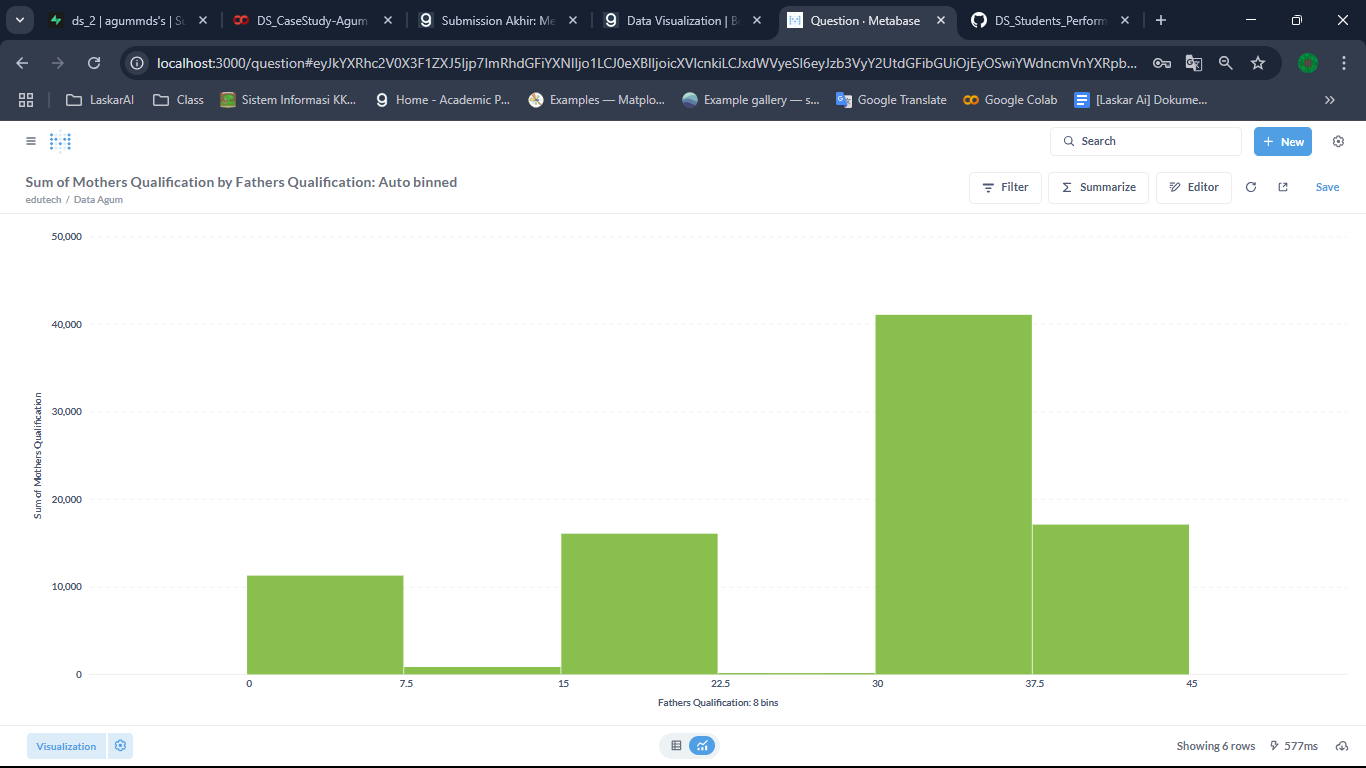 ds_2 | agummds's | Su
DS_CaseStudy-Agum
Submission Akhir: Me
Data Visualization | Be
Question · Metabase
DS_Students_Perform
localhost:3000/question#eyJkYXRhc2V0X3F1ZXJ5Ijp7ImRhdGFiYXNlIjo1LCJ0eXBlIjoicXVlcnkiLCJxdWVyeSI6eyJzb3VyY2UtdGFibGUiOjEyOSwiYWdncmVnYXRpb...
LaskarAI
Class
Sistem Informasi KK...
Home - Academic P...
Examples — Matplo...
Example gallery — s...
Google Translate
Google Colab
[Laskar Ai] Dokume...
Search
+ New
Sum of Mothers Qualification by Fathers Qualification: Auto binned
edutech / Data Agum
Filter
Summarize
Editor
Save
50,000
40,000
30,000
20,000
10,000
0
Sum of Mothers Qualification
0 7.5 15 22.5 30 37.5 45
Fathers Qualification: 8 bins
Visualization
Showing 6 rows
577ms